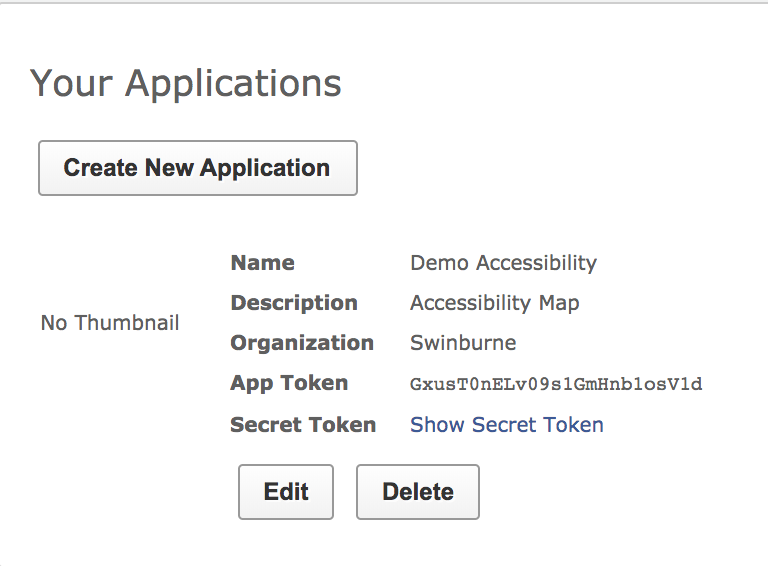 Your Applications
Create New Application
No Thumbnail
Name Demo Accessibility
Description Accessibility Map
Organization Swinburne
App Token GxusT0nELv09s1GmHnb1osV1d
Secret Token Show Secret Token
Edit Delete